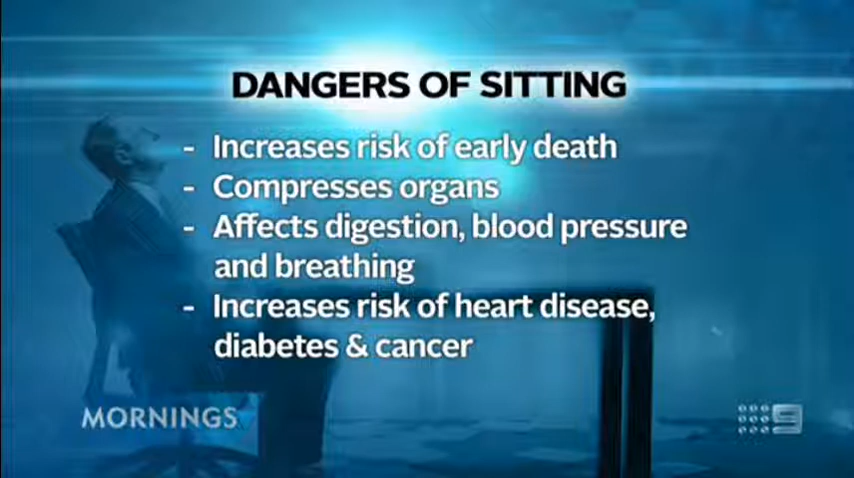 DANGERS OF SITTING
- Increases risk of early death
- Compresses organs
- Affects digestion, blood pressure
and breathing
- Increases risk of heart disease,
diabetes & cancer
MORNINGS
9